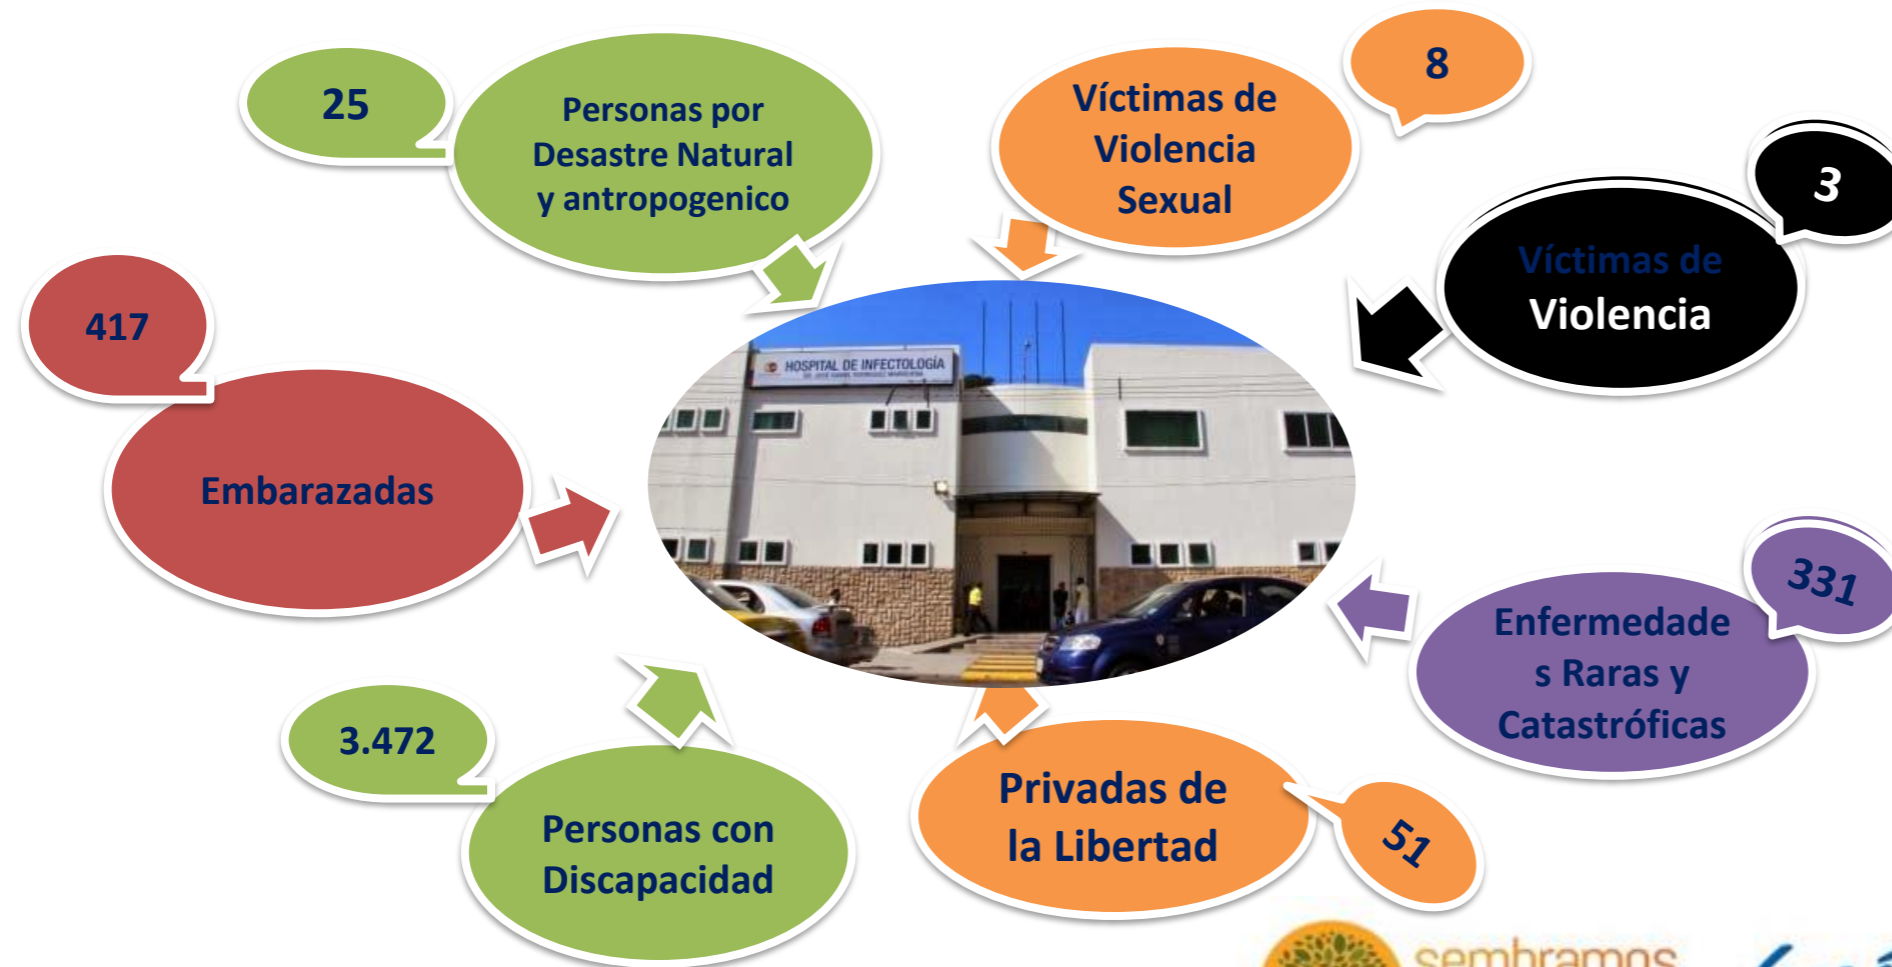 25
Personas por
Desastre Natural
y antropogenico
Víctimas de
Violencia
Sexual
8
Víctimas de
Violencia
3
417
Embarazadas
HOSPITAL DE INFECTOLOGÍA
Enfermedade
s Raras y
Catastróficas
331
3.472
Personas con
Discapacidad
Privadas de
la Libertad
51
sembramos